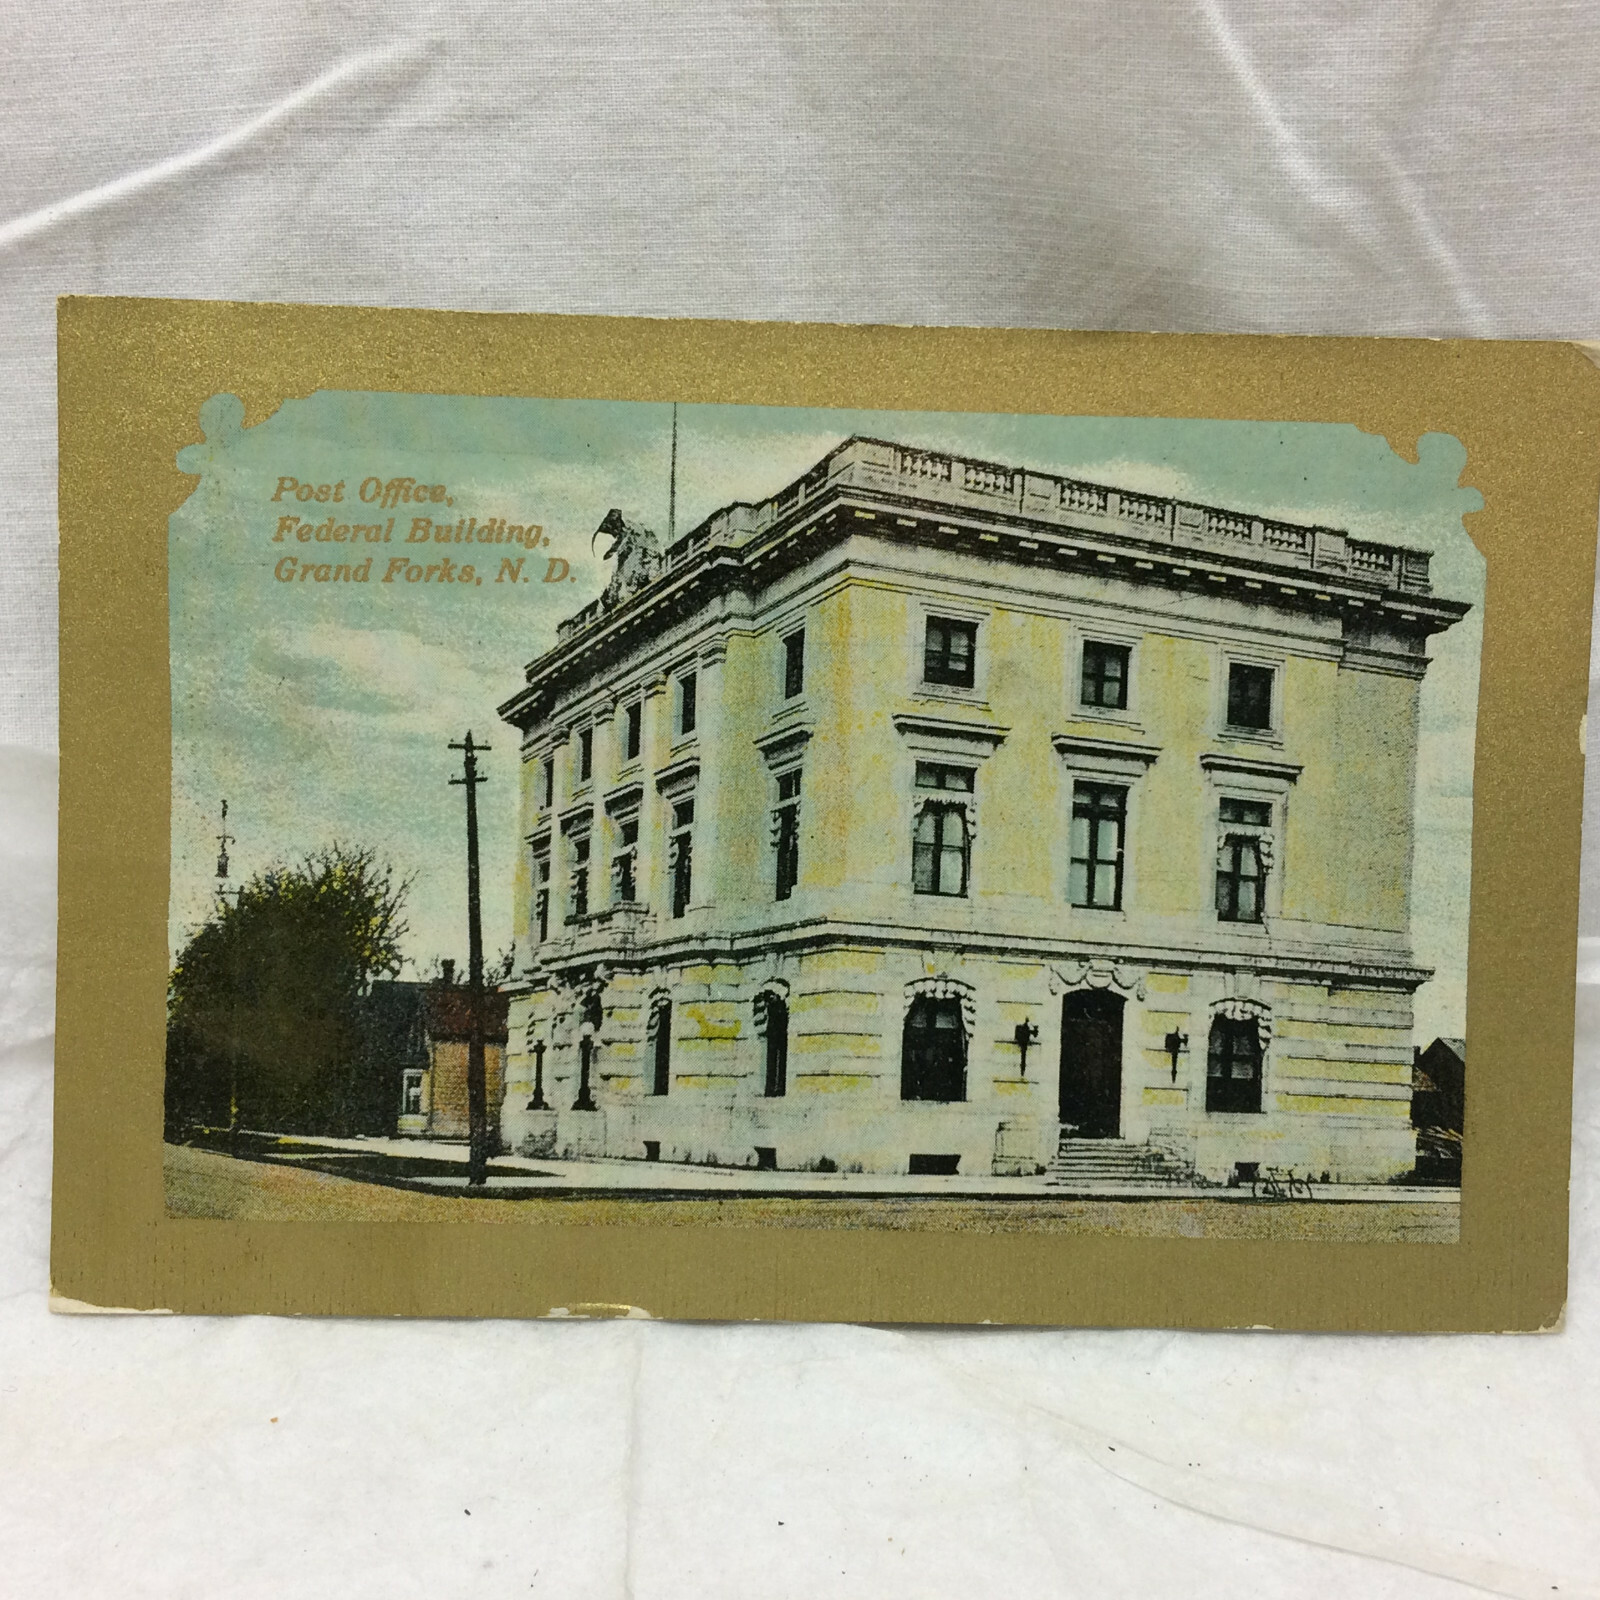 Post Office,
Federal Building,
Grand Forks, N. D.